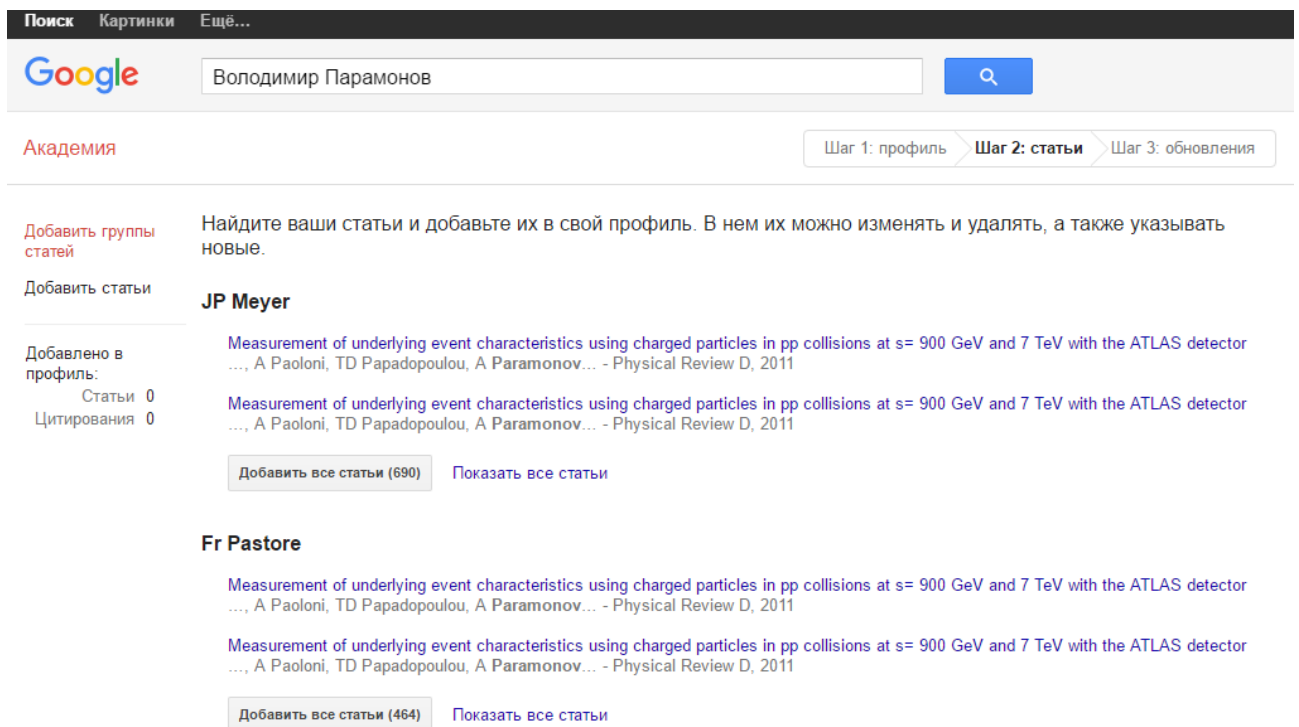 Поиск Картинки Ещё...
Google
Володимир Парамонов
Академия
Шаг 1: профиль Шаг 2: статьи Шаг 3: обновления
Добавить группы
статей
Добавить статьи
Добавлено в
профиль:
Статьи 0
Цитирования 0
Найдите ваши статьи и добавьте их в свой профиль. В нем их можно изменять и удалять, а также указывать
новые.
JP Meyer
Measurement of underlying event characteristics using charged particles in pp collisions at s= 900 GeV and 7 TeV with the ATLAS detector
..., A Paoloni, TD Papadopoulou, A Paramonov... - Physical Review D, 2011
Measurement of underlying event characteristics using charged particles in pp collisions at s= 900 GeV and 7 TeV with the ATLAS detector
..., A Paoloni, TD Papadopoulou, A Paramonov... - Physical Review D, 2011
Добавить все статьи (690) Показать все статьи
Fr Pastore
Measurement of underlying event characteristics using charged particles in pp collisions at s= 900 GeV and 7 TeV with the ATLAS detector
..., A Paoloni, TD Papadopoulou, A Paramonov... - Physical Review D, 2011
Measurement of underlying event characteristics using charged particles in pp collisions at s= 900 GeV and 7 TeV with the ATLAS detector
..., A Paoloni, TD Papadopoulou, A Paramonov... - Physical Review D, 2011
Добавить все статьи (464) Показать все статьи